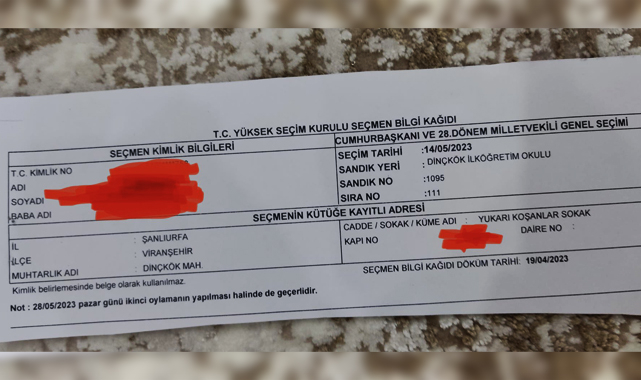 T.C. YÜKSEK SEÇİM KURULU SEÇMEN BİLGİ KAĞIDI
SEÇMEN KİMLİK BİLGİLERİ
T.C. KİMLİK NO
ADI
SOYADI
BABA ADI
CUMHURBAŞKANI VE 28.DÖNEM MİLLETVEKİLİ GENEL SEÇİMİ
SEÇİM TARİHİ :14/05/2023
SANDIK YERİ : DİNÇKÖK İLKÖĞRETİM OKULU
SANDIK NO :1095
SIRA NO :111
SEÇMENİN KÜTÜĞE KAYITLI ADRESİ
İL : ŞANLIURFA
İLÇE : VİRANŞEHİR
MUHTARLIK ADI : DİNÇKÖK MAH.
CADDE / SOKAK / KÜME ADI : YUKARI KOŞANLAR SOKAK
KAPI NO DAIRE NO :
Kimlik belirlemesinde belge olarak kullanılmaz.
SEÇMEN BİLGİ KAĞIDI DÖKÜM TARİHİ: 19/04/2023
Not : 28/05/2023 pazar günü ikinci oylamanın yapılması halinde de geçerlidir.